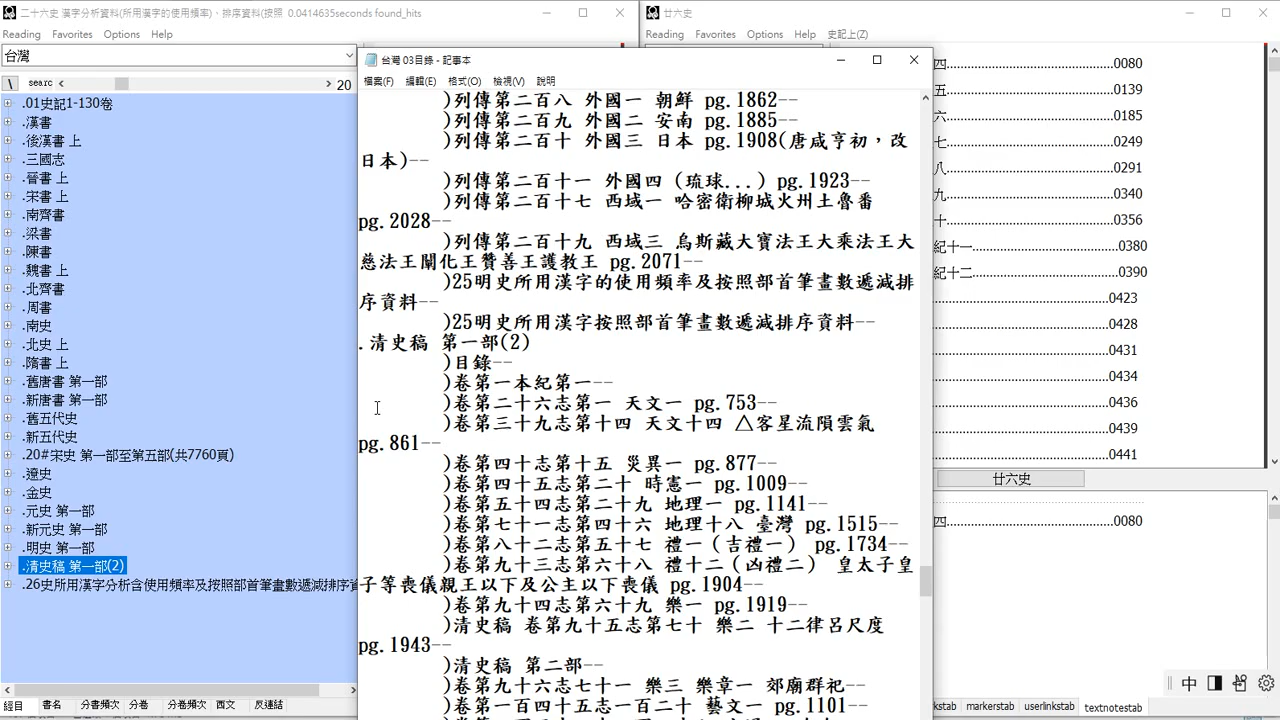 二十六史 漢字分析資料(所用漢字的使用頻率)、排序資料(按照 0.0414635seconds found_hits
Reading Favorites Options Help
台灣
\ searc < > 20
.01史記1-130卷
.漢書
.後漢書 上
.三國志
.晉書 上
.宋書 上
.南齊書
.梁書
.陳書
.魏書 上
.北齊書
.周書
.南史
.北史 上
.隋書 上
.舊唐書 第一部
.新唐書 第一部
.舊五代史
.新五代史
.20#宋史 第一部至第五部(共7760頁)
.遼史
.金史
.元史 第一部
.新元史 第一部
.明史 第一部
.清史稿 第一部(2)
.26史所用漢字分析含使用頻率及按照部首筆畫數遞減排序資
經目 書名 分書頻次 分卷 分卷頻次 西文 反連結
台灣 03目錄 - 記事本
檔案(F) 編輯(E) 格式(O) 檢視(V) 說明
)列傳第二百八 外國一 朝鮮 pg.1862--
)列傳第二百九 外國二 安南 pg.1885--
)列傳第二百十 外國三 日本 pg.1908(唐咸亨初，改
日本)--
)列傳第二百十一 外國四 (琉球...) pg.1923--
)列傳第二百十七 西域一 哈密衛柳城火州土魯番
pg.2028--
)列傳第二百十九 西域三 烏斯藏大寶法王大乘法王大
慈法王闡化王贊善王護教王 pg.2071--
)25明史所用漢字的使用頻率及按照部首筆畫數遞減排
序資料--
)25明史所用漢字按照部首筆畫數遞減排序資料--
.清史稿 第一部(2)
)目錄--
)卷第一本紀第一--
)卷第二十六志第一 天文一 pg.753--
)卷第三十九志第十四 天文十四 △客星流隕雲氣
pg.861--
)卷第四十志第十五 災異一 pg.877--
)卷第四十五志第二十 時憲一 pg.1009--
)卷第五十四志第二十九 地理一 pg.1141--
)卷第七十一志第四十六 地理十八 臺灣 pg.1515--
)卷第八十二志第五十七 禮一（吉禮一） pg.1734--
)卷第九十三志第六十八 禮十二（凶禮二） 皇太子皇
子等喪儀親王以下及公主以下喪儀 pg.1904--
)卷第九十四志第六十九 樂一 pg.1919--
)清史稿 卷第九十五志第七十 樂二 十二律呂尺度
pg.1943--
)清史稿 第二部--
)卷第九十六志七十一 樂三 樂章一 郊廟群祀--
)卷第一百四十五志一百二十 藝文一 pg.1101--
廿六史
Reading Favorites Options Help 史記上(Z)
四..............................0080
五..............................0139
六..............................0185
七..............................0249
八..............................0291
九..............................0340
十..............................0356
紀十一..............................0380
紀十二..............................0390
..............................0423
..............................0428
..............................0431
..............................0434
..............................0436
..............................0439
..............................0441
廿六史
四..............................0080
中
kstab markerstab userlinkstab textnotestab